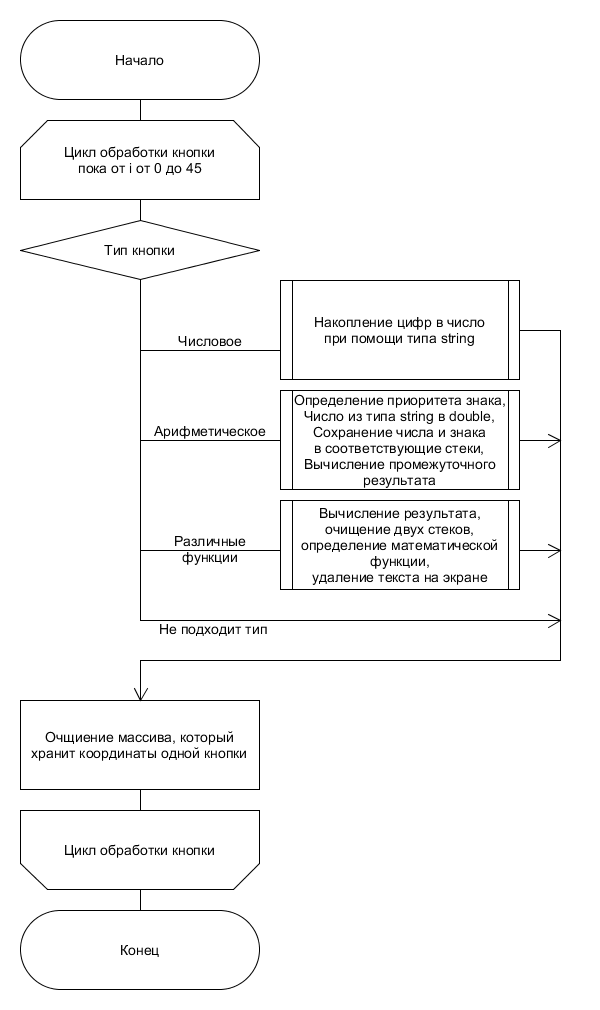 Начало
Цикл обработки кнопки
пока от i от 0 до 45
Тип кнопки
Числовое
Накопление цифр в число
при помощи типа string
Арифметическое
Определение приоритета знака,
Число из типа string в double,
Сохранение числа и знака
в соответствующие стеки,
Вычисление промежуточного
результата
Различные
функции
Вычисление результата,
очищение двух стеков,
определение математической
функции,
удаление текста на экране
Не подходит тип
Очщиение массива, который
хранит координаты одной кнопки
Цикл обработки кнопки
Конец